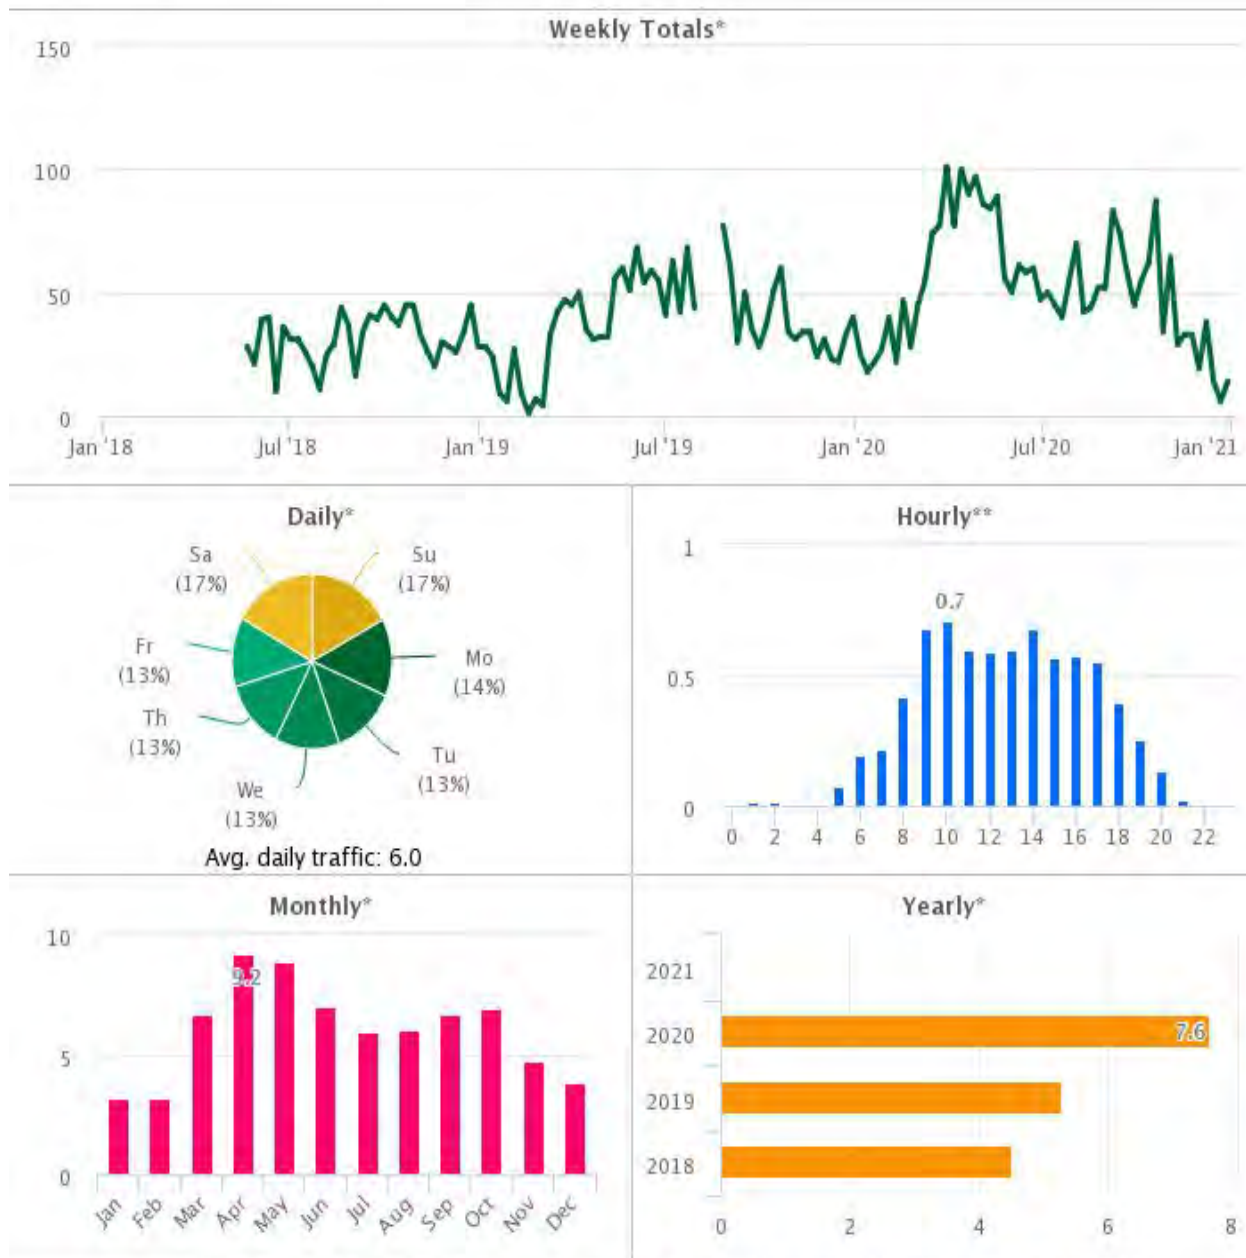 Weekly Totals*
150
100
50
0
Jan '18 Jul '18 Jan '19 Jul '19 Jan '20 Jul '20 Jan '21
Daily*
Sa
(17%)
Su
(17%)
Fr
(13%)
Mo
(14%)
Th
(13%)
Tu
(13%)
We
(13%)
Avg. daily traffic: 6.0
Hourly**
1
0.7
0.5
0
0 2 4 6 8 10 12 14 16 18 20 22
Monthly*
10
9.2
5
0
Jan Feb Mar Apr May Jun Jul Aug Sep Oct Nov Dec
Yearly*
2021
2020 7.6
2019
2018
0 2 4 6 8